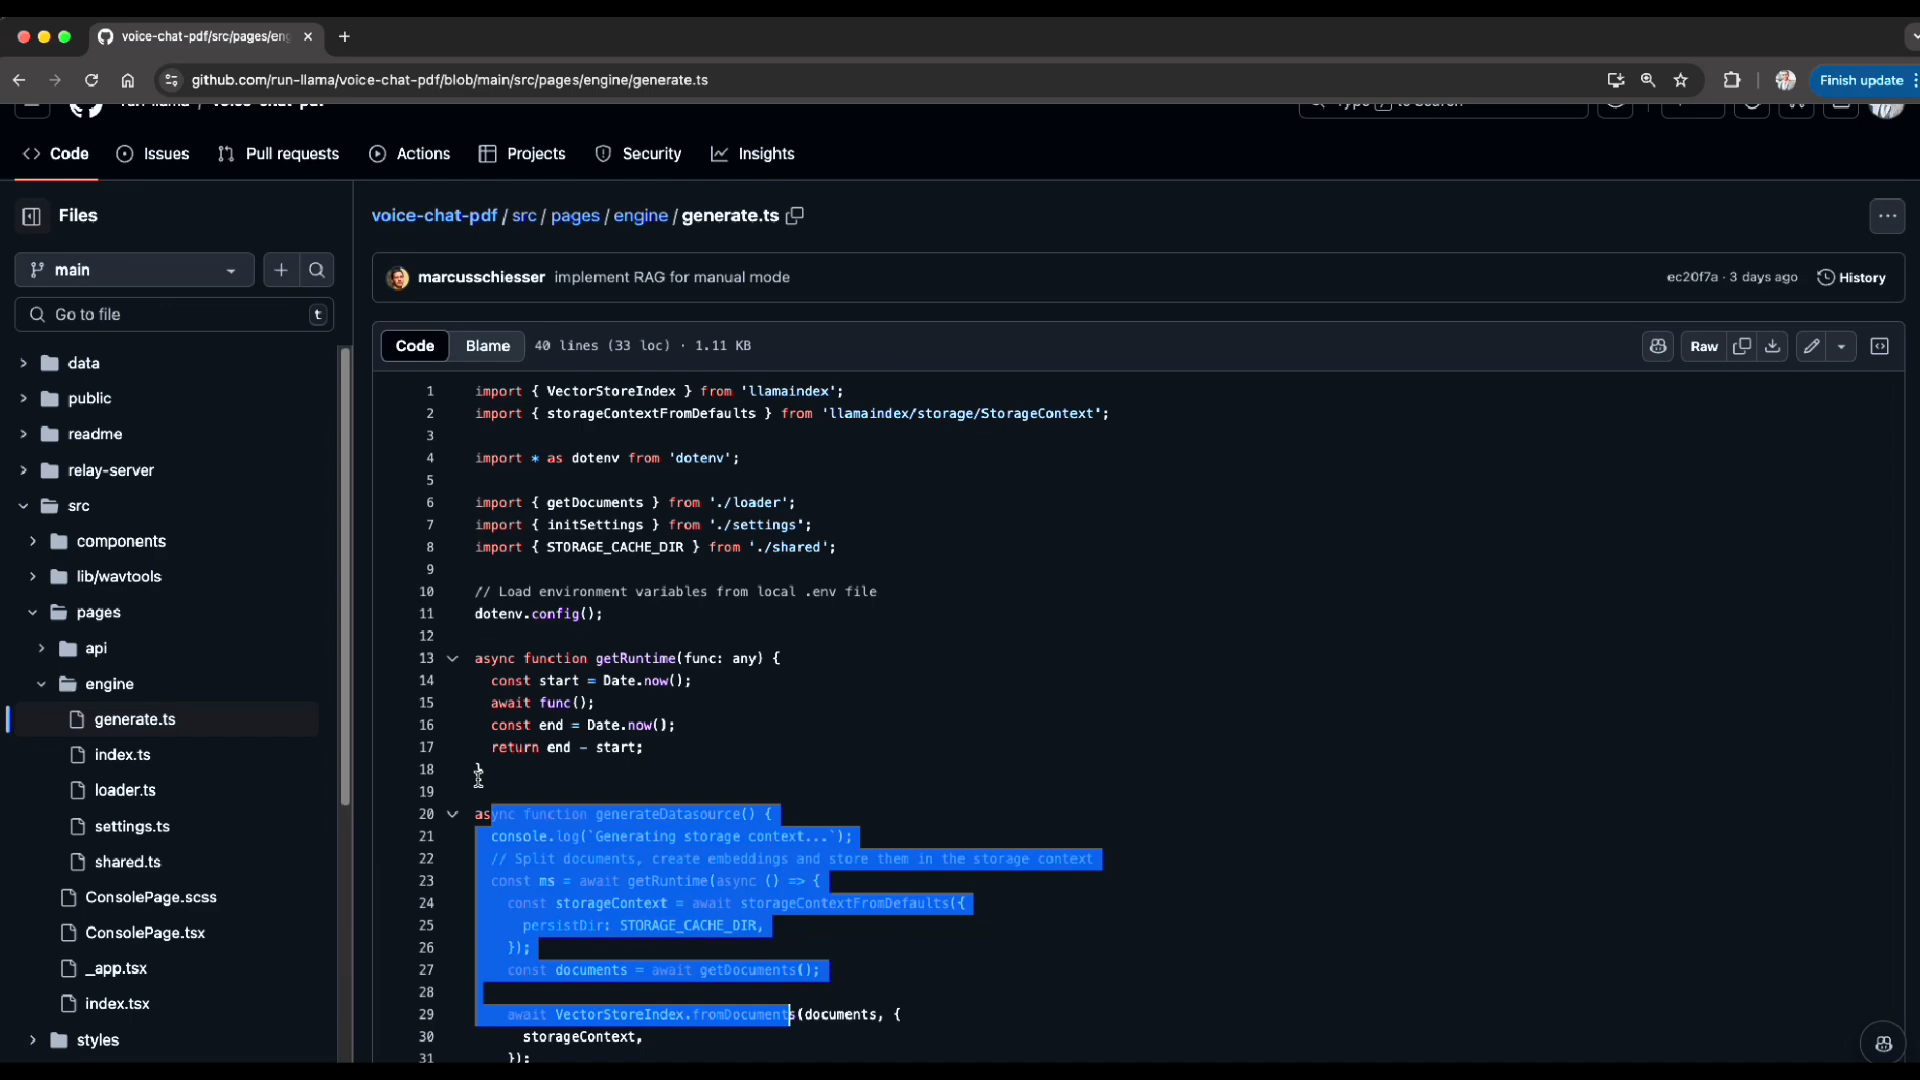 voice-chat-pdf/src/pages/eng
github.com/run-llama/voice-chat-pdf/blob/main/src/pages/engine/generate.ts
Finish update
run-llama / voice-chat-pdf
Type / to search
Code
Issues
Pull requests
Actions
Projects
Security
Insights
Files
main
Go to file
t
data
public
readme
relay-server
src
components
lib/wavtools
pages
api
engine
generate.ts
index.ts
loader.ts
settings.ts
shared.ts
ConsolePage.scss
ConsolePage.tsx
_app.tsx
index.tsx
styles
voice-chat-pdf / src / pages / engine / generate.ts
marcusschiesser implement RAG for manual mode
ec20f7a · 3 days ago
History
Code
Blame
40 lines (33 loc) · 1.11 KB
Raw
1 import { VectorStoreIndex } from 'llamaindex';
2 import { storageContextFromDefaults } from 'llamaindex/storage/StorageContext';
3
4 import * as dotenv from 'dotenv';
5
6 import { getDocuments } from './loader';
7 import { initSettings } from './settings';
8 import { STORAGE_CACHE_DIR } from './shared';
9
10 // Load environment variables from local .env file
11 dotenv.config();
12
13 async function getRuntime(func: any) {
14 const start = Date.now();
15 await func();
16 const end = Date.now();
17 return end - start;
18 }
19
20 async function generateDatasource() {
21 console.log(`Generating storage context...`);
22 // Split documents, create embeddings and store them in the storage context
23 const ms = await getRuntime(async () => {
24 const storageContext = await storageContextFromDefaults({
25 persistDir: STORAGE_CACHE_DIR,
26 });
27 const documents = await getDocuments();
28
29 await VectorStoreIndex.fromDocuments(documents, {
30 storageContext,
31 });